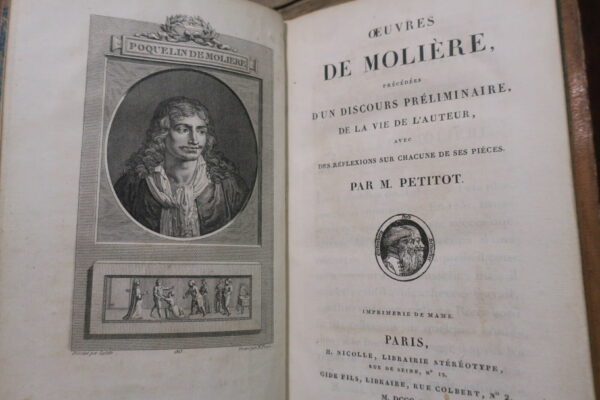 POQUELIN DE MOLIERE
ŒUVRES
DE MOLIÈRE,
PRÉCÉDÉES
D'UN DISCOURS PRÉLIMINAIRE,
DE LA VIE DE L'AUTEUR,
AVEC
DES RÉFLEXIONS SUR CHACUNE DE SES PIÈCES.
PAR M. PETITOT.
IMPRIMERIE DE MAME.
PARIS,
H. NICOLLE, LIBRAIRIE STÉRÉOTYPE,
RUE DE SEINE, Nº 12.
GIDE FILS, LIBRAIRE, RUE COLBERT, Nº 2
M. DCCC